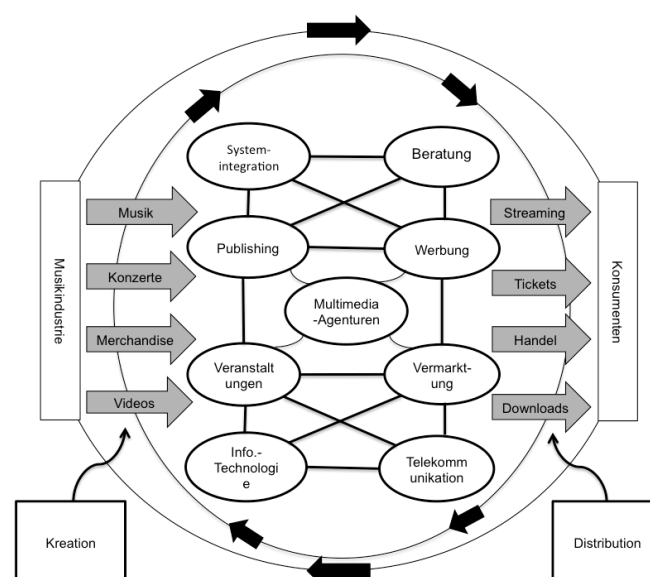 System-
integration
Beratung
Musikindustrie
Musik
Konzerte
Merchandise
Videos
Publishing
Werbung
Multimedia
-Agenturen
Veranstalt
ungen
Vermarkt-
ung
Info.-
Technologi
e
Telekomm
unikation
Streaming
Tickets
Handel
Downloads
Konsumenten
Kreation
Distribution